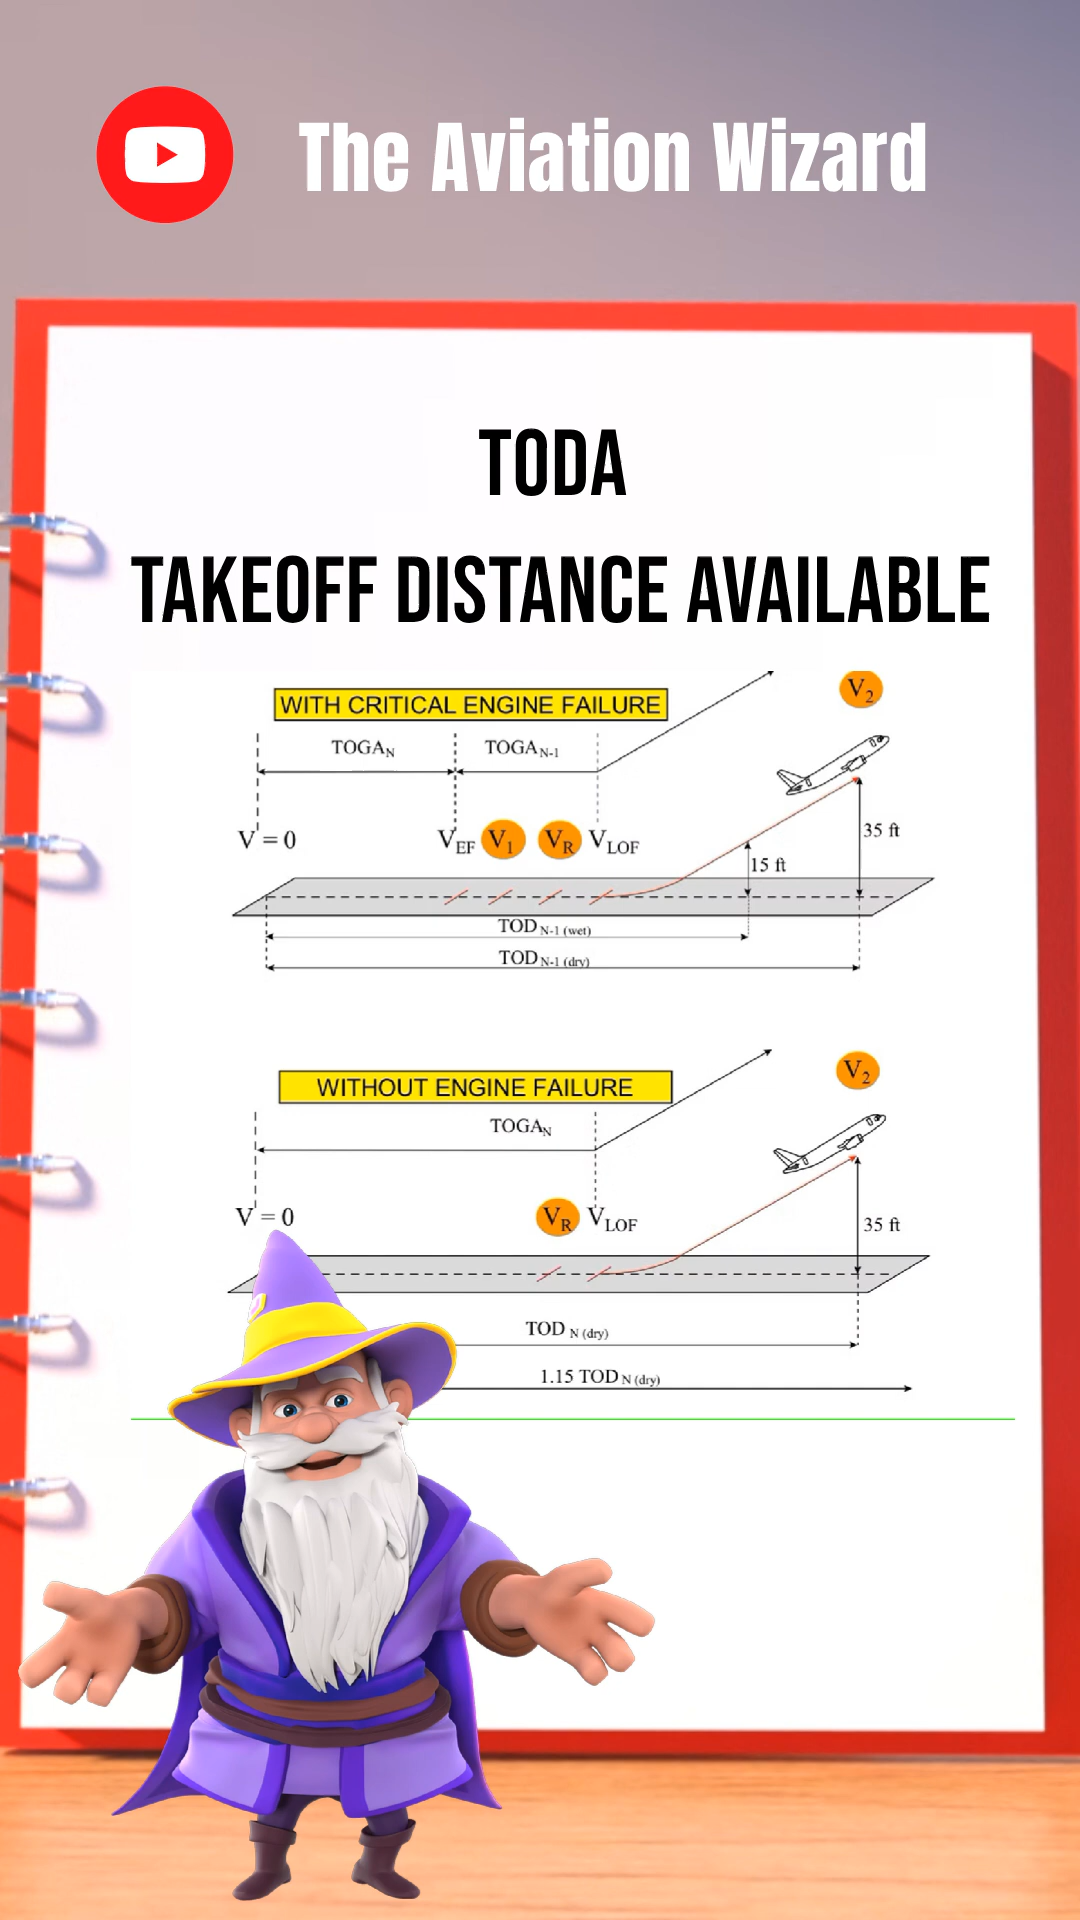 The Aviation Wizard
TODA
TAKEOFF DISTANCE AVAILABLE
V2
WITH CRITICAL ENGINE FAILURE
TOGAN TOGAN-1
35 ft
V = 0 VEF V1 VR VLOF
15 ft
TOD N-1 (wet)
TOD N-1 (dry)
V2
WITHOUT ENGINE FAILURE
TOGAN
V = 0 VR VLOF 35 ft
TOD N (dry)
1.15 TOD N (dry)